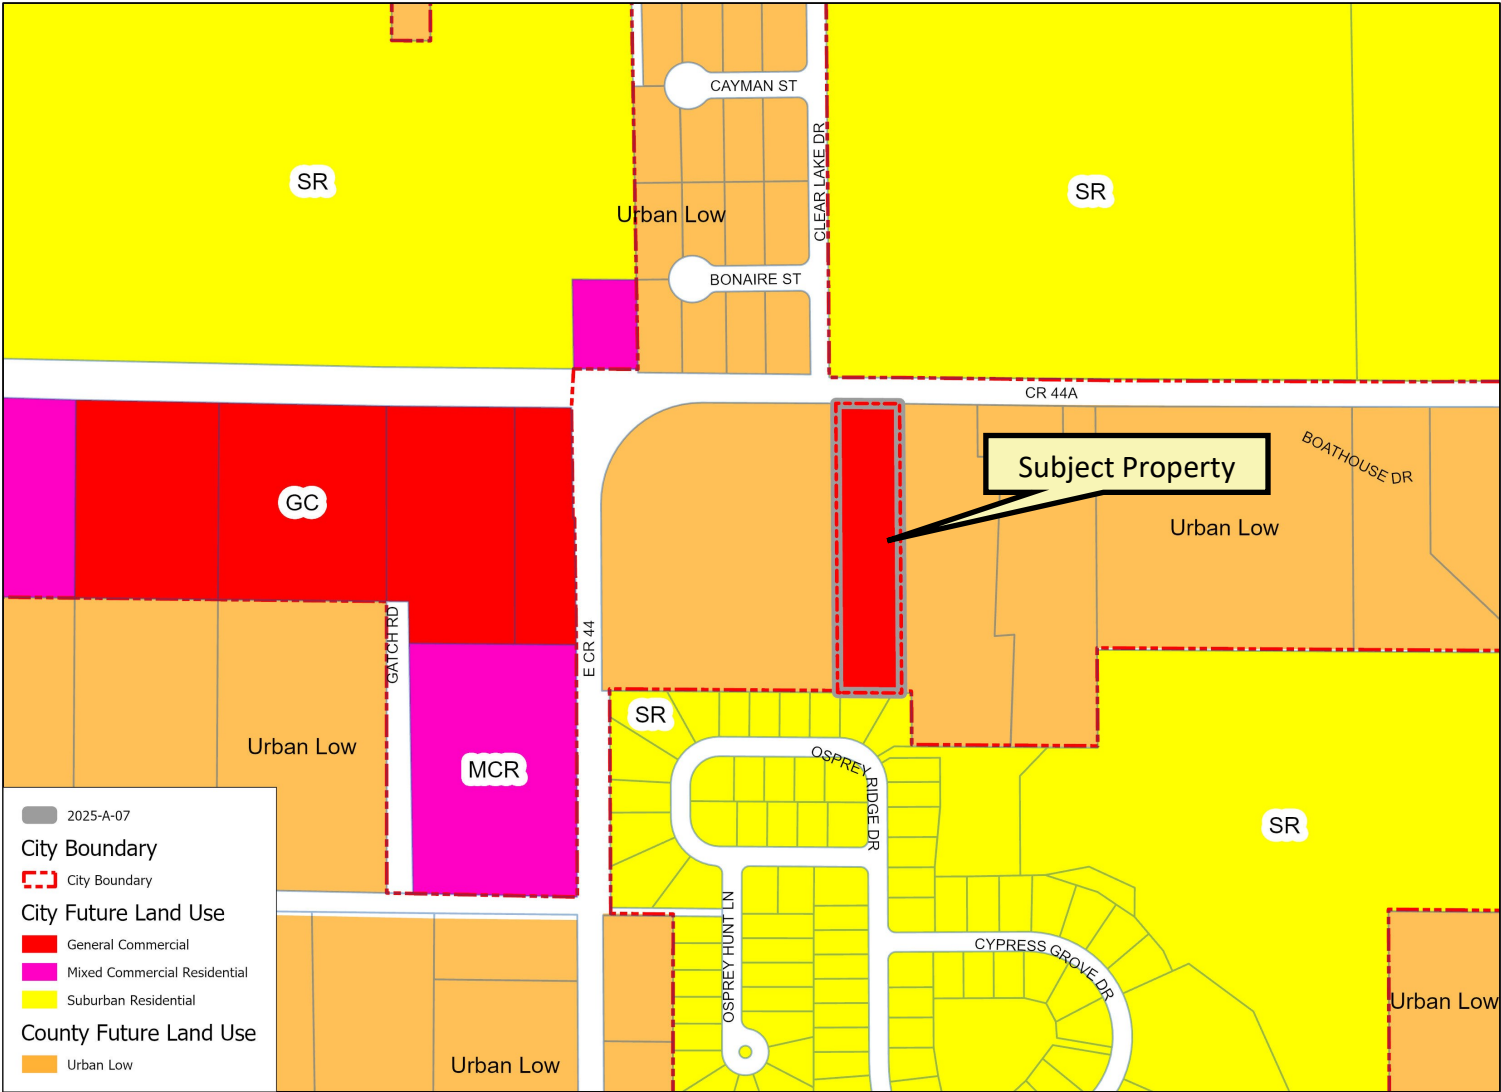 CAYMAN ST
CLEAR LAKE DR
SR
SR
Urban Low
BONAIRE ST
CR 44A
BOATHOUSE DR
Subject Property
GC
Urban Low
GATCH RD
E CR 44
SR
Urban Low
OSPREY RIDGE DR
MCR
SR
OSPREY HUNT LN
CYPRESS GROVE DR
Urban Low
Urban Low
2025-A-07
City Boundary
City Boundary
City Future Land Use
General Commercial
Mixed Commercial Residential
Suburban Residential
County Future Land Use
Urban Low